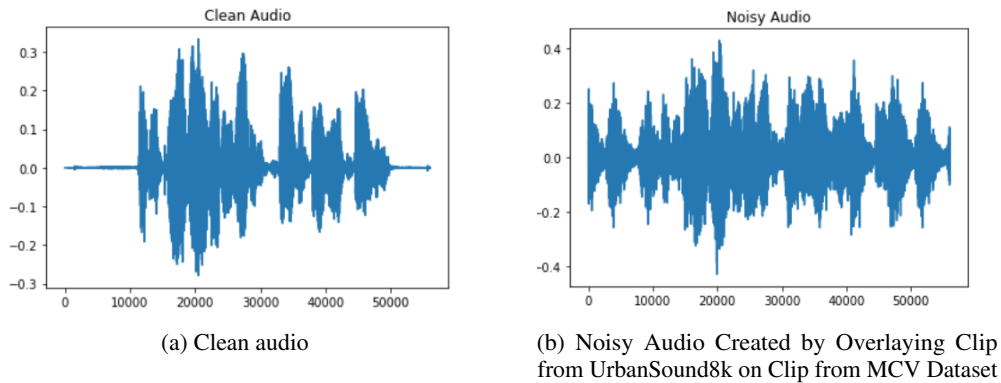 Clean Audio
0.3
0.2
0.1
0.0
−0.1
−0.2
−0.3
0 10000 20000 30000 40000 50000
(a) Clean audio
Noisy Audio
0.4
0.2
0.0
−0.2
−0.4
0 10000 20000 30000 40000 50000
(b) Noisy Audio Created by Overlaying Clip
from UrbanSound8k on Clip from MCV Dataset